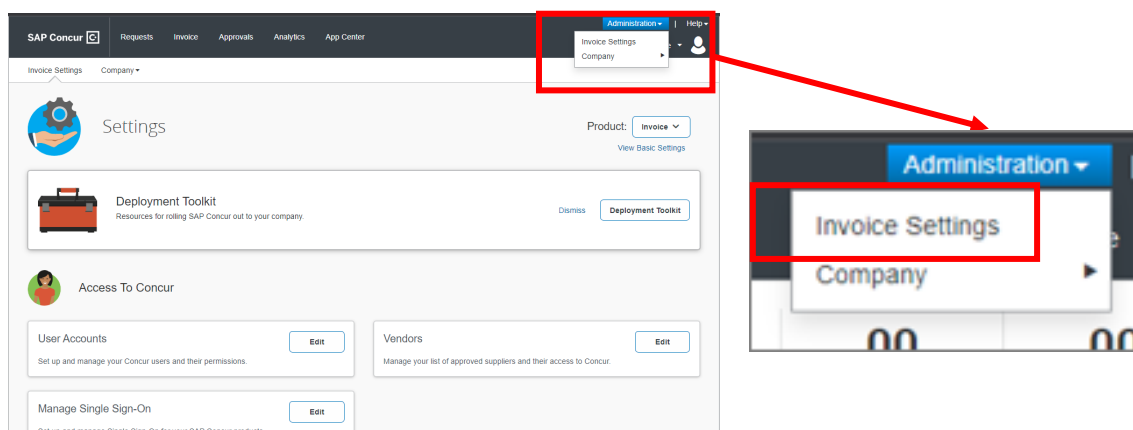 Administration | Help
SAP Concur C Requests Invoice Approvals Analytics App Center
Invoice Settings
Company
Invoice Settings Company
Settings
Product: Invoice
View Basic Settings
Deployment Toolkit
Resources for rolling SAP Concur out to your company.
Dismiss Deployment Toolkit
Access To Concur
User Accounts Edit
Set up and manage your Concur users and their permissions.
Vendors Edit
Manage your list of approved suppliers and their access to Concur.
Manage Single Sign-On Edit
Administration
Invoice Settings
Company
00 00